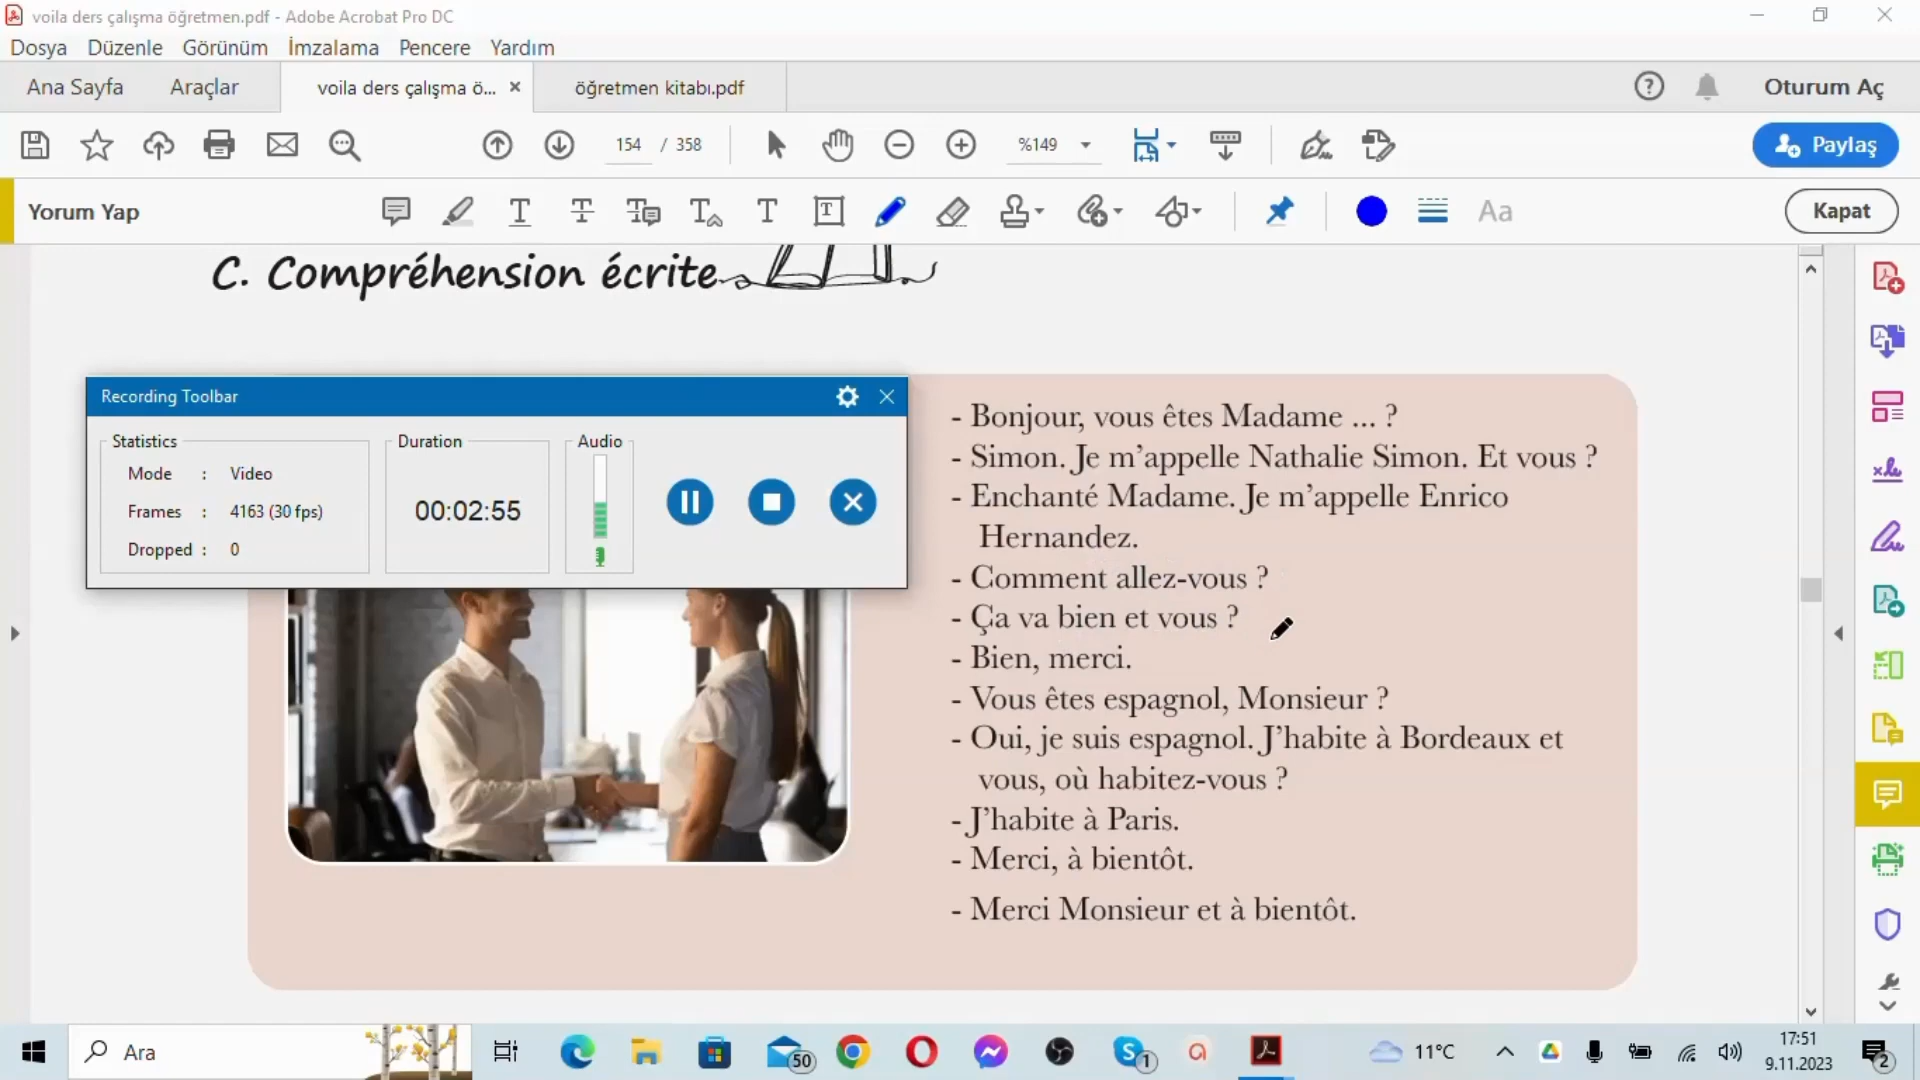 voila ders çalışma öğretmen.pdf - Adobe Acrobat Pro DC
Dosya Düzenle Görünüm İmzalama Pencere Yardım
Ana Sayfa Araçlar voila ders çalışma ö... öğretmen kitabı.pdf Oturum Aç
154 / 358 %149 Paylaş
Yorum Yap Aa Kapat
C. Compréhension écrite
Recording Toolbar
Statistics
Mode : Video
Frames : 4163 (30 fps)
Dropped : 0
Duration
00:02:55
Audio
- Bonjour, vous êtes Madame ... ?
- Simon. Je m’appelle Nathalie Simon. Et vous ?
- Enchanté Madame. Je m’appelle Enrico
Hernandez.
- Comment allez-vous ?
- Ça va bien et vous ?
- Bien, merci.
- Vous êtes espagnol, Monsieur ?
- Oui, je suis espagnol. J’habite à Bordeaux et
vous, où habitez-vous ?
- J’habite à Paris.
- Merci, à bientôt.
- Merci Monsieur et à bientôt.
Ara 50 1 11°C 17:51
9.11.2023 2